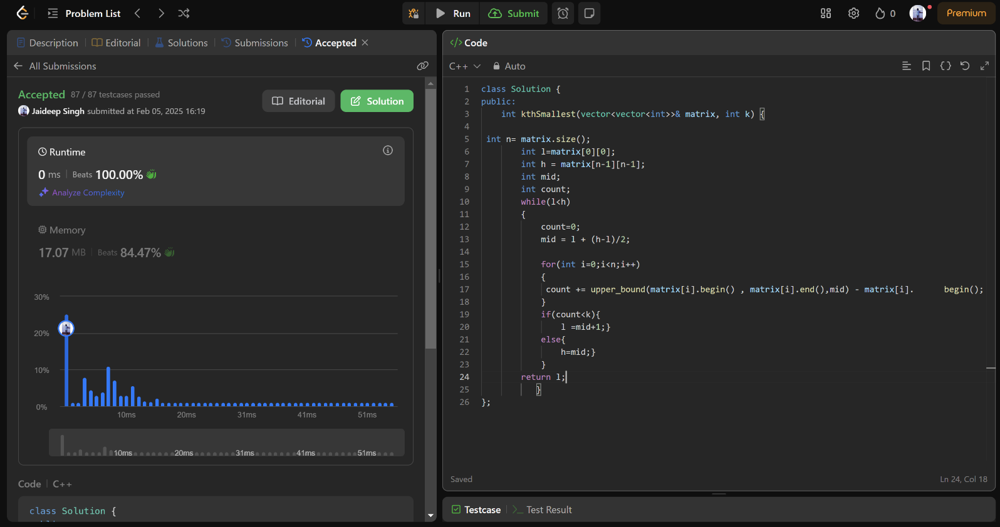 Problem List
Run
Submit
0
Premium
Description
Editorial
Solutions
Submissions
Accepted
All Submissions
Accepted 87 / 87 testcases passed
Jaideep Singh submitted at Feb 05, 2025 16:19
Editorial
Solution
Runtime
0 ms Beats 100.00%
Analyze Complexity
Memory
17.07 MB Beats 84.47%
30%
20%
10%
0%
10ms 20ms 31ms 41ms 51ms
10ms 20ms 31ms 41ms 51ms
Code C++
class Solution {
</> Code
C++ Auto
1 class Solution {
2 public:
3 int kthSmallest(vector<vector<int>>& matrix, int k) {
4
5 int n= matrix.size();
6 int l=matrix[0][0];
7 int h = matrix[n-1][n-1];
8 int mid;
9 int count;
10 while(l<h)
11 {
12 count=0;
13 mid = l + (h-l)/2;
14
15 for(int i=0;i<n;i++)
16 {
17 count += upper_bound(matrix[i].begin() , matrix[i].end(),mid) - matrix[i].      begin();
18 }
19 if(count<k){
20 l =mid+1;}
21 else{
22 h=mid;}
23 }
24 return l;
25 }
26 };
Saved
Ln 24, Col 18
Testcase
Test Result